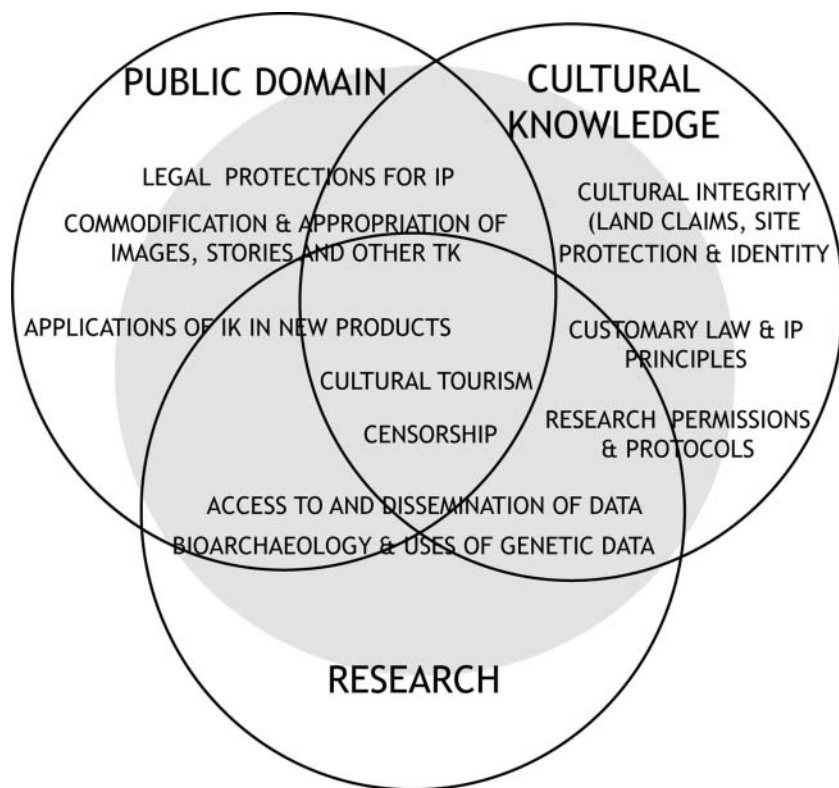 PUBLIC DOMAIN
CULTURAL
KNOWLEDGE
LEGAL PROTECTIONS FOR IP
COMMODIFICATION & APPROPRIATION OF
IMAGES, STORIES AND OTHER TK
CULTURAL INTEGRITY
(LAND CLAIMS, SITE
PROTECTION & IDENTITY
APPLICATIONS OF IK IN NEW PRODUCTS
CUSTOMARY LAW & IP
PRINCIPLES
CULTURAL TOURISM
CENSORSHIP
RESEARCH PERMISSIONS
& PROTOCOLS
ACCESS TO AND DISSEMINATION OF DATA
BIOARCHAEOLOGY & USES OF GENETIC DATA
RESEARCH